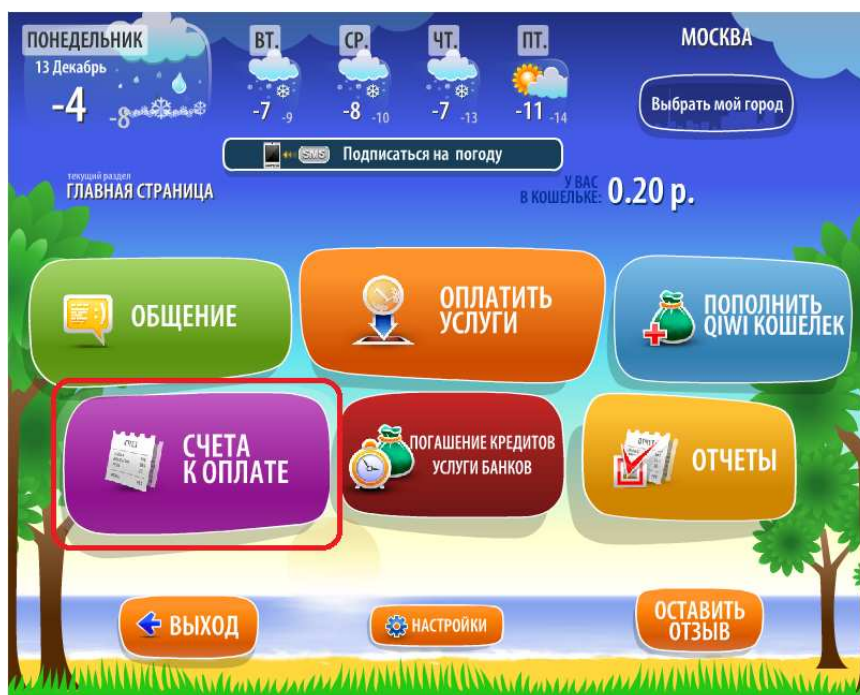 ПОНЕДЕЛЬНИК
13 Декабрь
-4
-8
ВТ.
-7 -9
СР.
-8 -10
ЧТ.
-7 -13
ПТ.
-11 -14
МОСКВА
Выбрать мой город
SMS Подписаться на погоду
текущий раздел
ГЛАВНАЯ СТРАНИЦА
У ВАС
В КОШЕЛЬКЕ: 0.20 р.
ОБЩЕНИЕ
ОПЛАТИТЬ
УСЛУГИ
ПОПОЛНИТЬ
QIWI КОШЕЛЕК
СЧЕТА
К ОПЛАТЕ
ПОГАШЕНИЕ КРЕДИТОВ
УСЛУГИ БАНКОВ
ОТЧЕТЫ
ВЫХОД
НАСТРОЙКИ
ОСТАВИТЬ
ОТЗЫВ